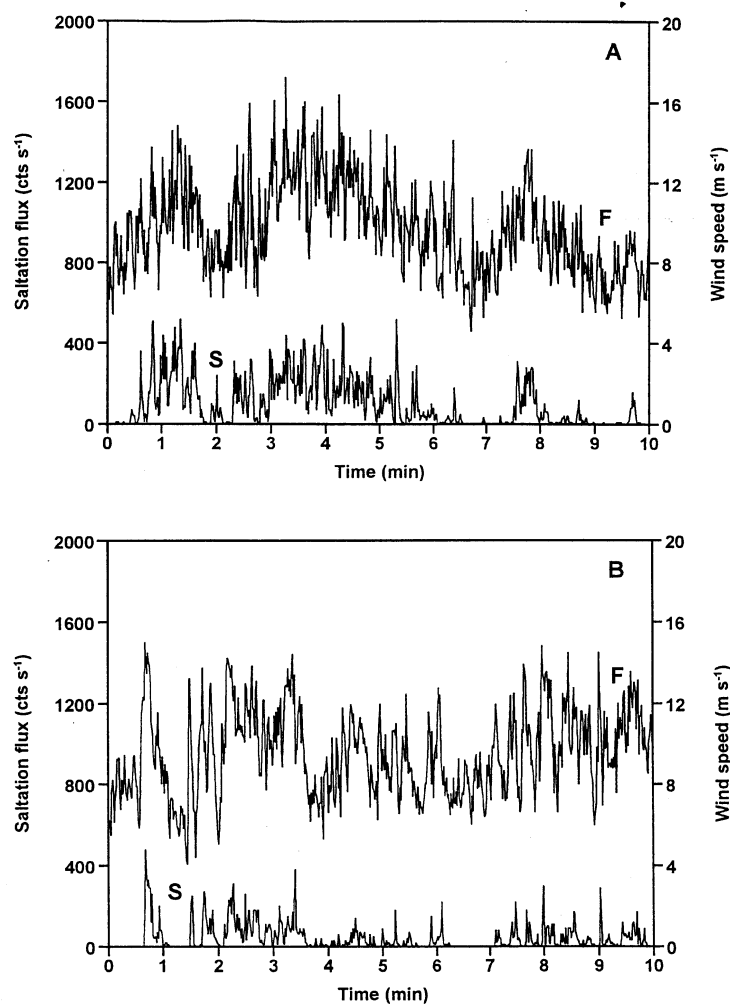 2000 20
A
1600 16
1200 12
F
800 8
400 4
S
0 0
0 1 2 3 4 5 6 7 8 9 10
Time (min)
Saltation flux (cts s⁻¹)
Wind speed (m s⁻¹)
2000 20
B
1600 16
F
1200 12
800 8
400 4
S
0 0
0 1 2 3 4 5 6 7 8 9 10
Time (min)
Saltation flux (cts s⁻¹)
Wind speed (m s⁻¹)